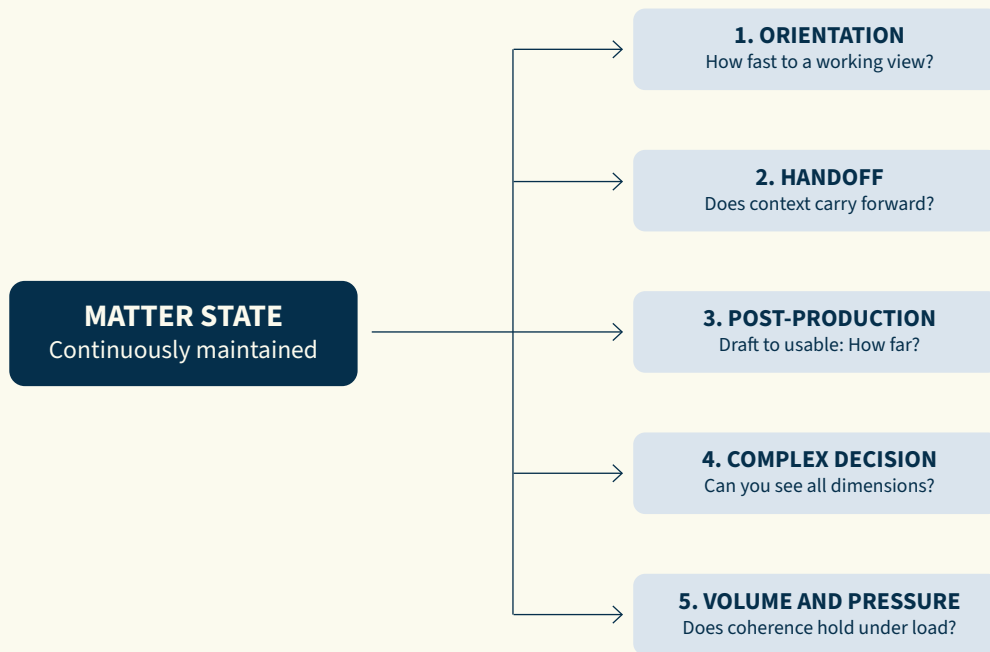 1. ORIENTATION
How fast to a working view?
2. HANDOFF
Does context carry forward?
MATTER STATE
Continuously maintained
3. POST-PRODUCTION
Draft to usable: How far?
4. COMPLEX DECISION
Can you see all dimensions?
5. VOLUME AND PRESSURE
Does coherence hold under load?